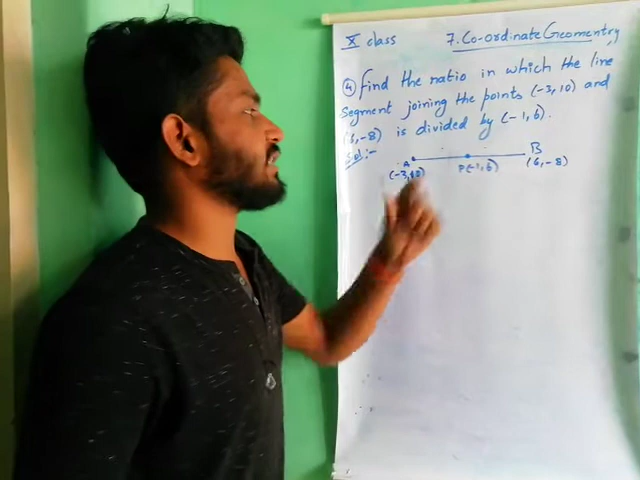 X class
7. Co-ordinate Geomentry
④ find the ratio in which the line
Segment joining the points (-3,10) and
(6,-8) is divided by (-1,6).
Sol:-
A B
(-3,10) P(-1,6) (6,-8)